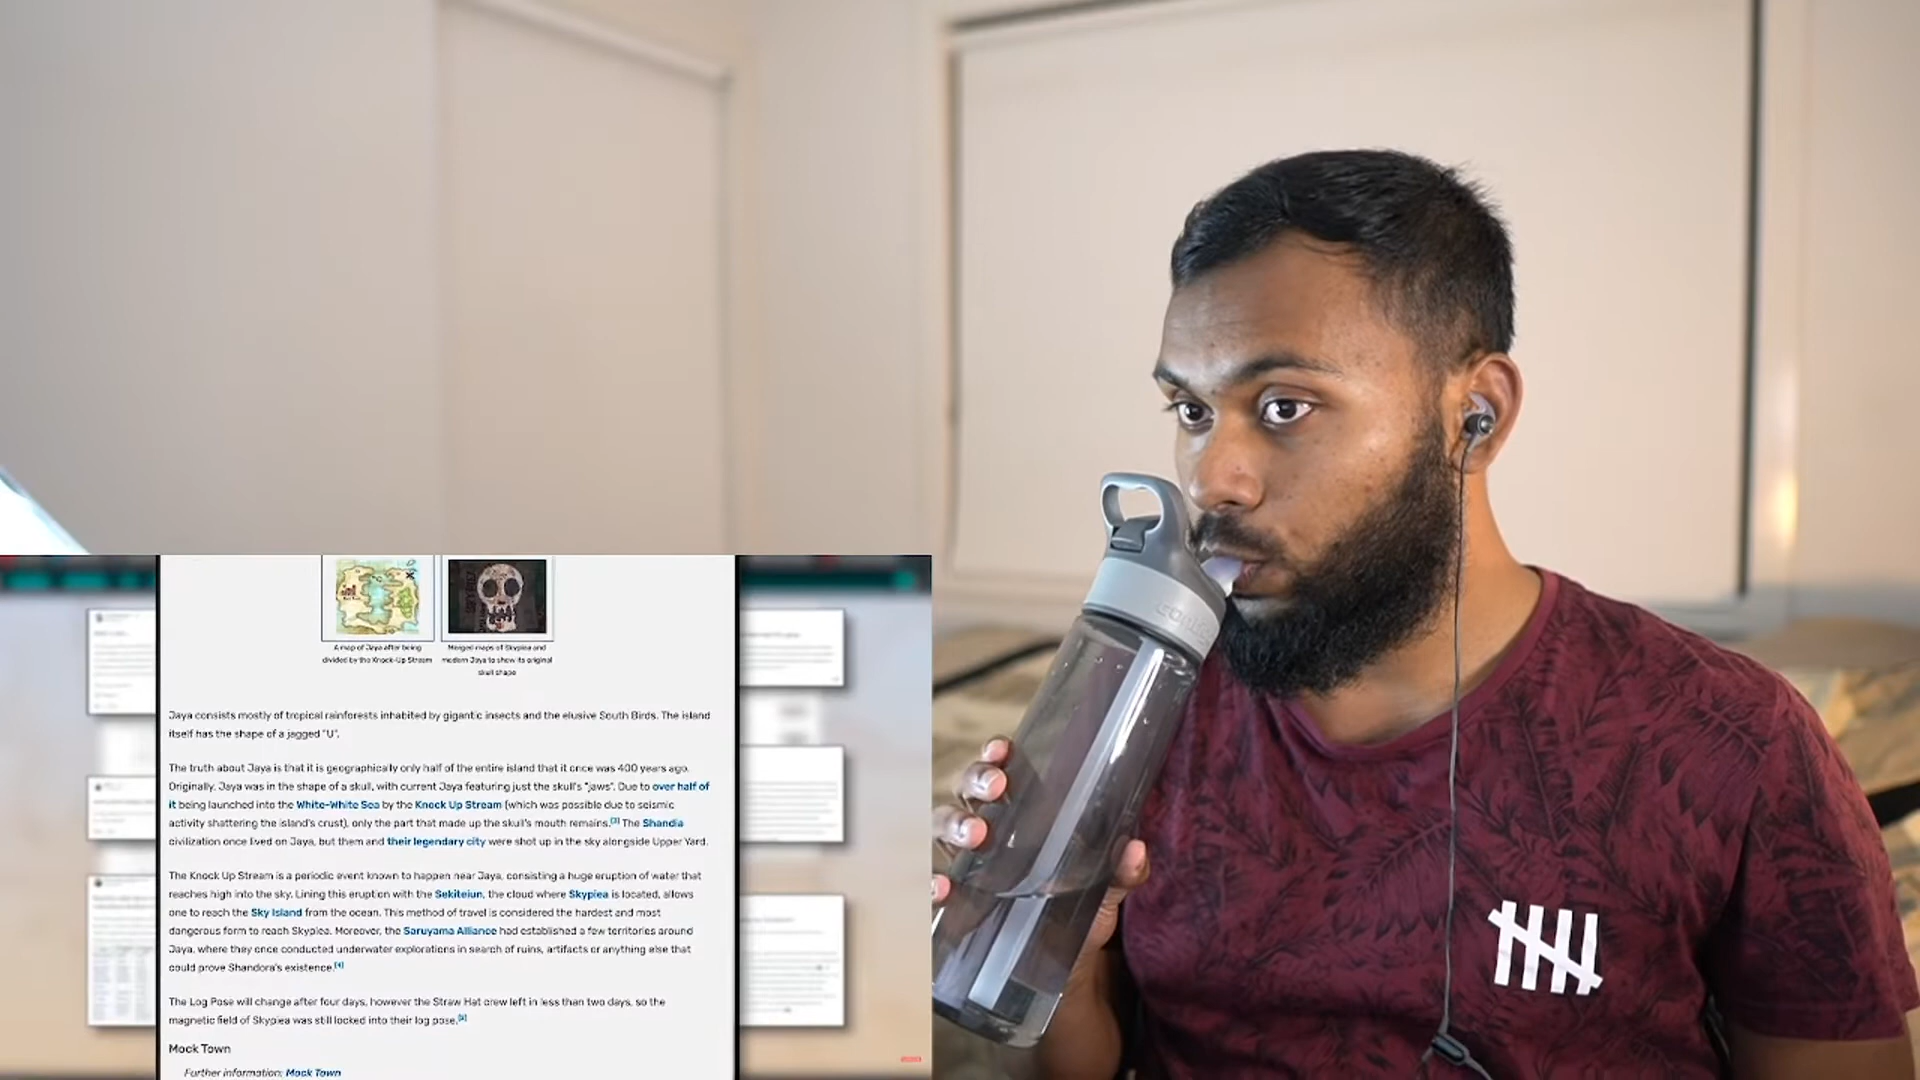 A map of Jaya after being
divided by the Knock-Up Stream
Merged maps of Skypiea and
modern Jaya to show its original
skull shape
Jaya consists mostly of tropical rainforests inhabited by gigantic insects and the elusive South Birds. The island
itself has the shape of a jagged "U".
The truth about Jaya is that it is geographically only half of the entire island that it once was 400 years ago.
Originally, Jaya was in the shape of a skull, with current Jaya featuring just the skull's "jaws". Due to over half of
it being launched into the White-White Sea by the Knock Up Stream (which was possible due to seismic
activity shattering the island's crust), only the part that made up the skull's mouth remains.[3] The Shandia
civilization once lived on Jaya, but them and their legendary city were shot up in the sky alongside Upper Yard.
The Knock Up Stream is a periodic event known to happen near Jaya, consisting a huge eruption of water that
reaches high into the sky. Lining this eruption with the Sekiteiun, the cloud where Skypiea is located, allows
one to reach the Sky Island from the ocean. This method of travel is considered the hardest and most
dangerous form to reach Skypiea. Moreover, the Saruyama Alliance had established a few territories around
Jaya, where they once conducted underwater explorations in search of ruins, artifacts or anything else that
could prove Shandora's existence.[4]
The Log Pose will change after four days, however the Straw Hat crew left in less than two days, so the
magnetic field of Skypiea was still locked into their log pose.[5]
Mock Town
Further information: Mock Town